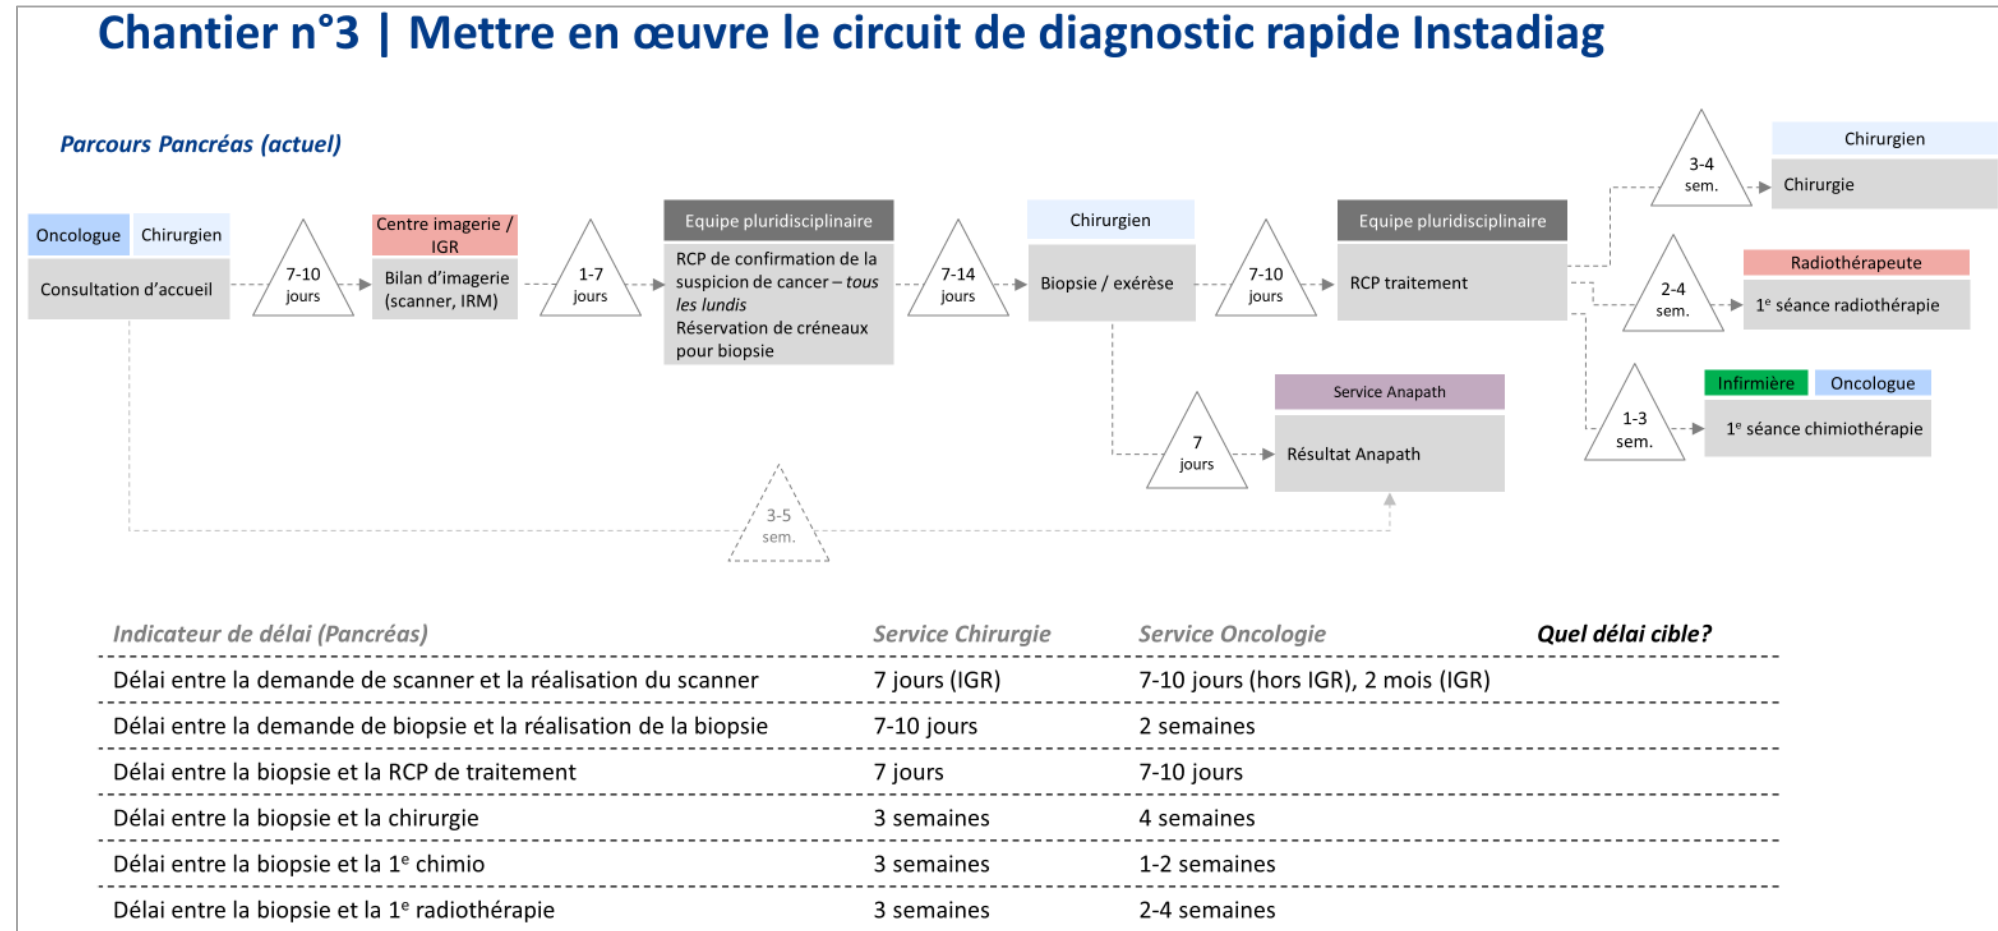 Chantier n°3 | Mettre en œuvre le circuit de diagnostic rapide Instadiag
Parcours Pancréas (actuel)
Oncologue
Chirurgien
Consultation d'accueil
7-10
jours
Centre imagerie /
IGR
Bilan d'imagerie
(scanner, IRM)
1-7
jours
Equipe pluridisciplinaire
RCP de confirmation de la
suspicion de cancer – tous
les lundis
Réservation de créneaux
pour biopsie
7-14
jours
Chirurgien
Biopsie / exérèse
7-10
jours
Equipe pluridisciplinaire
RCP traitement
3-4
sem.
Chirurgien
Chirurgie
2-4
sem.
Radiothérapeute
1e séance radiothérapie
1-3
sem.
Infirmière
Oncologue
1e séance chimiothérapie
7
jours
Service Anapath
Résultat Anapath
3-5
sem.
Indicateur de délai (Pancréas) Service Chirurgie Service Oncologie Quel délai cible?
Délai entre la demande de scanner et la réalisation du scanner 7 jours (IGR) 7-10 jours (hors IGR), 2 mois (IGR)
Délai entre la demande de biopsie et la réalisation de la biopsie 7-10 jours 2 semaines
Délai entre la biopsie et la RCP de traitement 7 jours 7-10 jours
Délai entre la biopsie et la chirurgie 3 semaines 4 semaines
Délai entre la biopsie et la 1e chimio 3 semaines 1-2 semaines
Délai entre la biopsie et la 1e radiothérapie 3 semaines 2-4 semaines